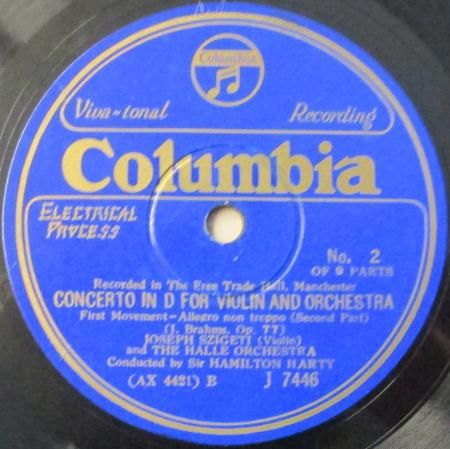 Columbia
Viva-tonal Recording
Columbia
ELECTRICAL PROCESS
No. 2
OF 9 PARTS
Recorded in The Free Trade Hall, Manchester
CONCERTO IN D FOR VIOLIN AND ORCHESTRA
First Movement—Allegro non troppo (Second Part)
(J. Brahms, Op. 77)
JOSEPH SZIGETI (Violin)
and THE HALLE ORCHESTRA
Conducted by Sir HAMILTON HARTY
(AX 4421) B J 7446